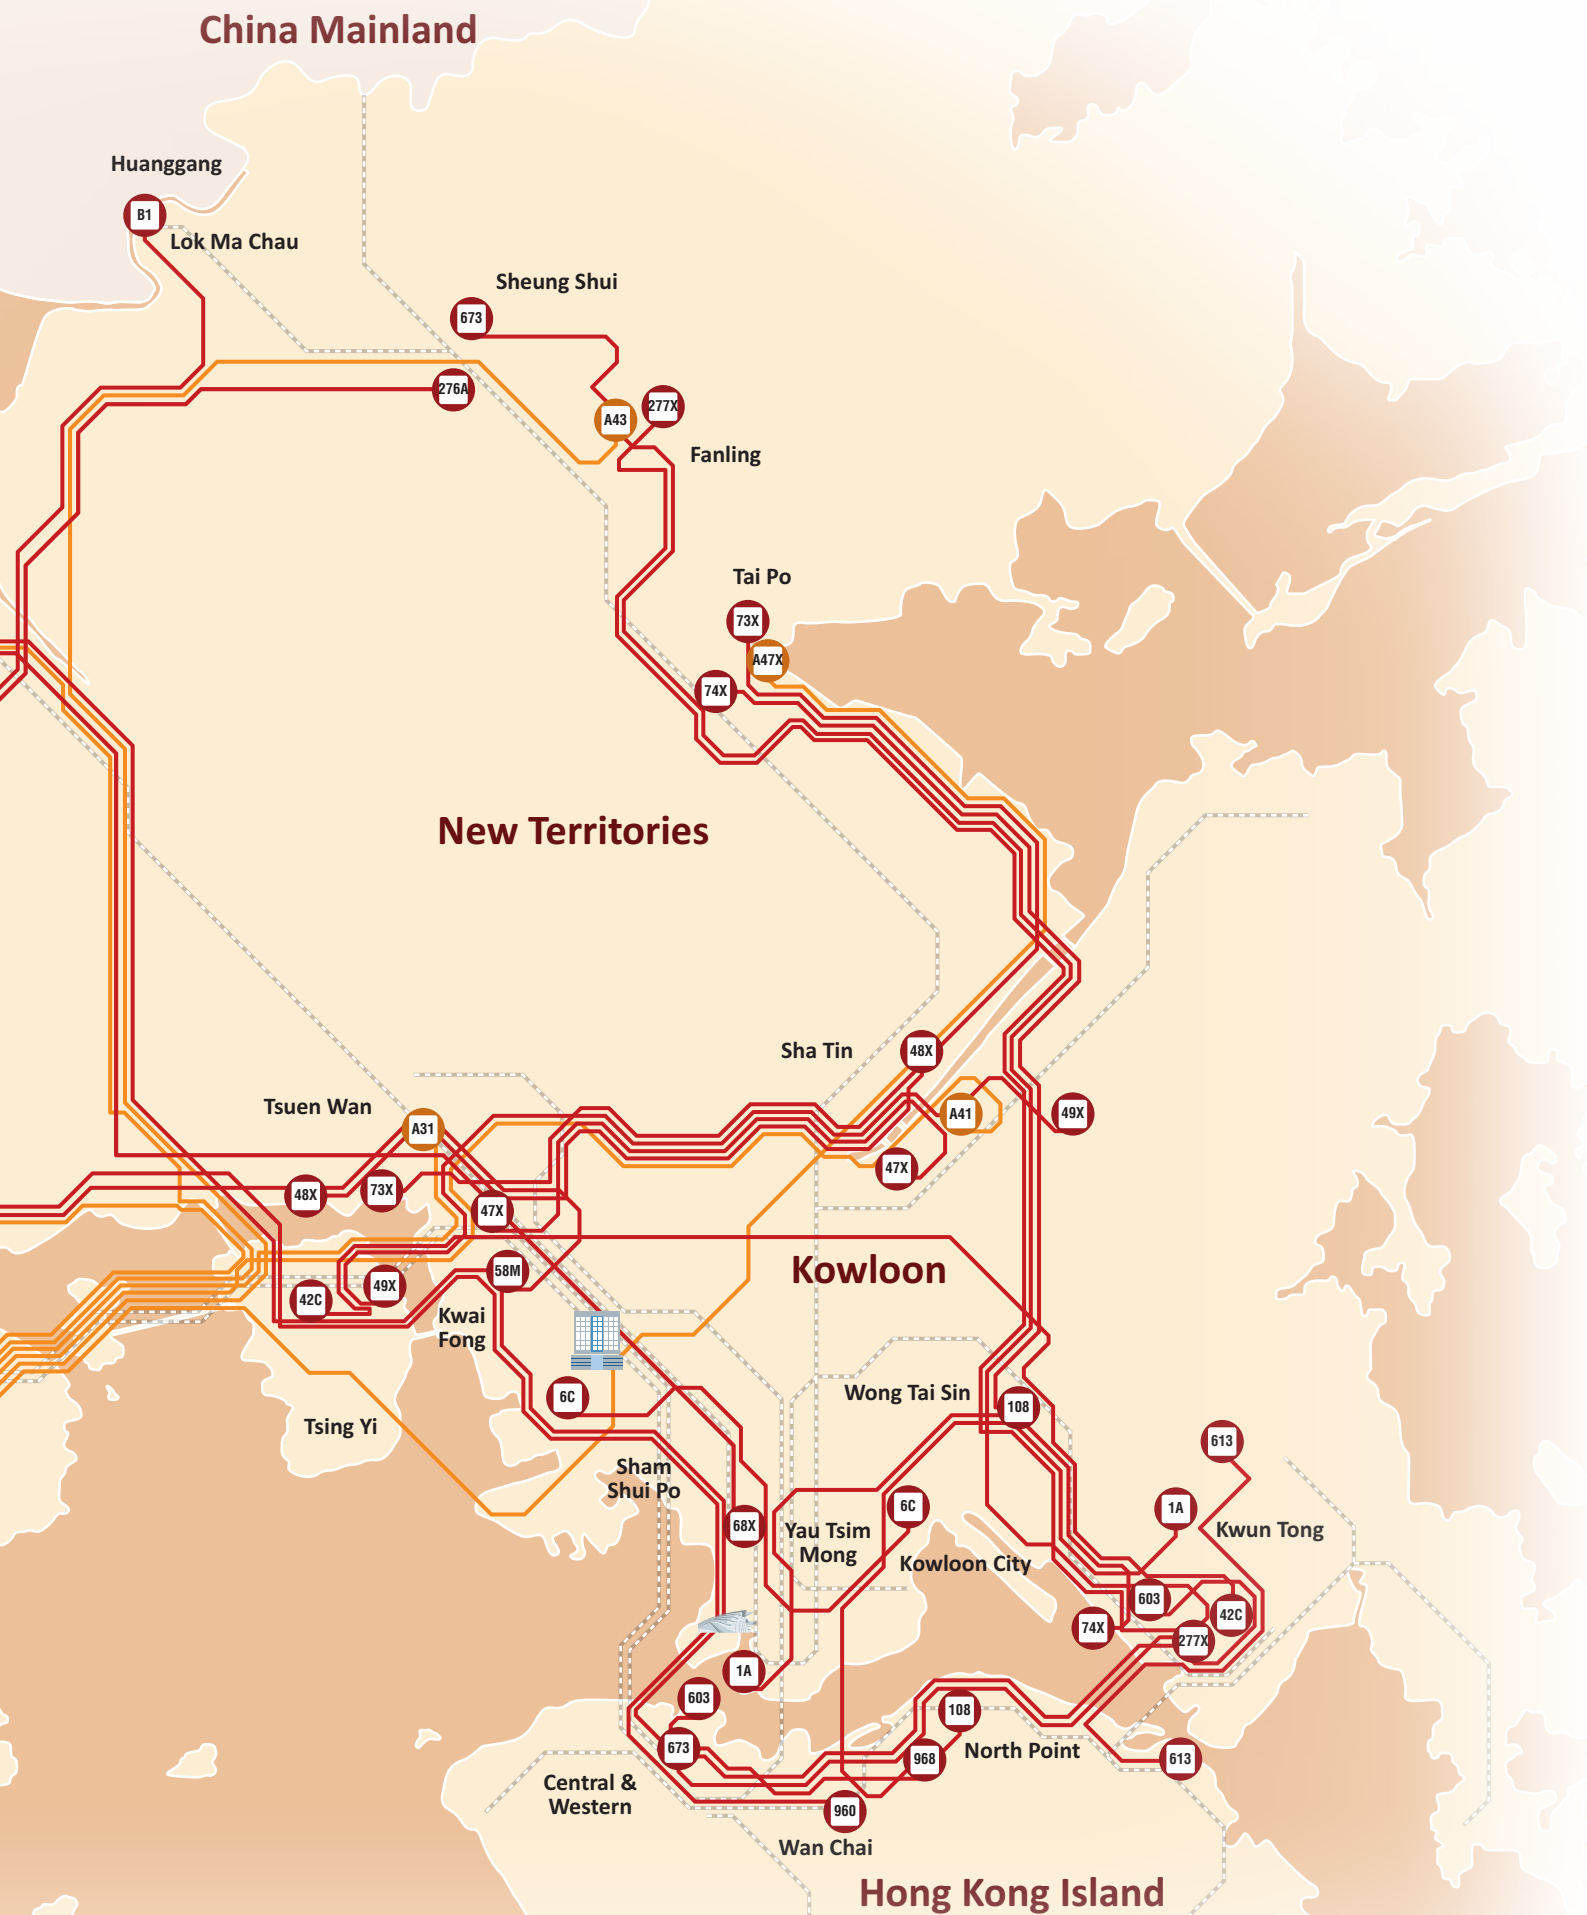 China Mainland
Huanggang
B1
Lok Ma Chau
Sheung Shui
673
276A
A43
277X
Fanling
Tai Po
73X
A47X
74X
New Territories
Sha Tin
48X
Tsuen Wan
A31
A41
49X
47X
48X
73X
47X
58M
Kowloon
49X
42C
Kwai
Fong
6C
Wong Tai Sin
108
Tsing Yi
613
Sham
Shui Po
6C
1A
68X
Yau Tsim
Mong
Kwun Tong
Kowloon City
603
42C
74X
277X
1A
603
108
673
968
North Point
613
Central &
Western
960
Wan Chai
Hong Kong Island